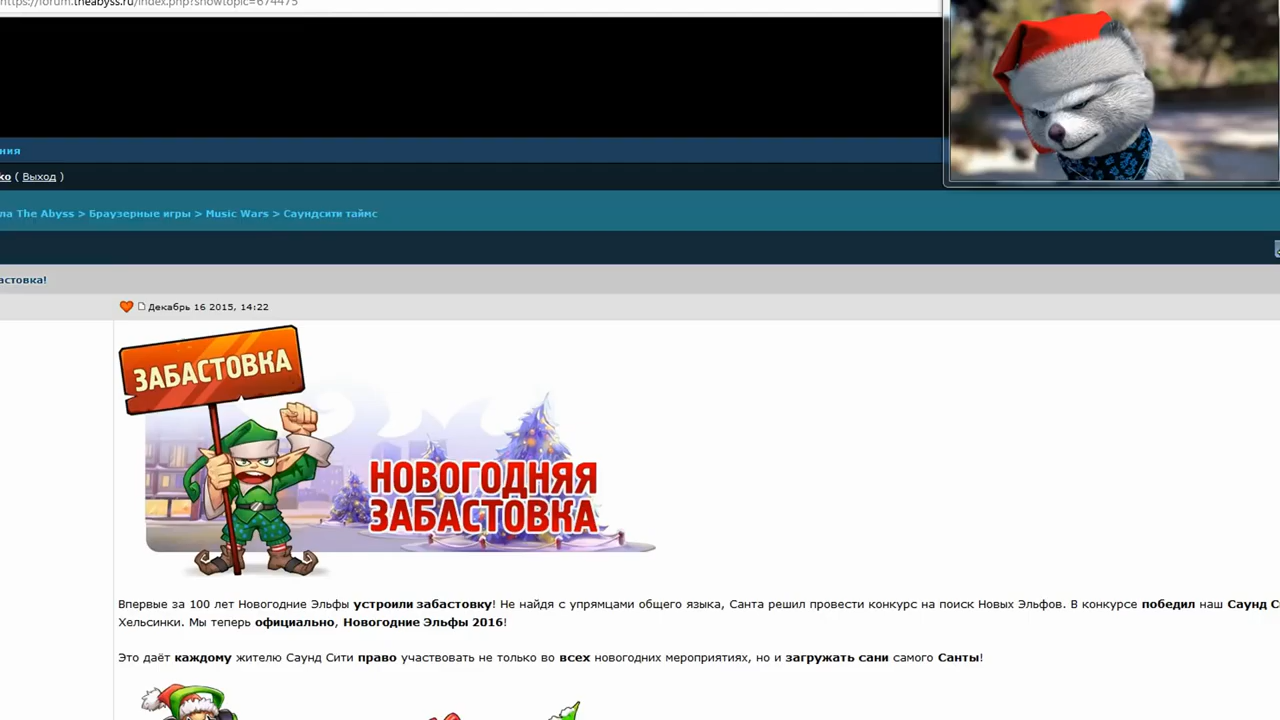 https://forum.theabyss.ru/index.php?showtopic=674475
ния
ко ( Выход )
ла The Abyss > Браузерные игры > Music Wars > Саундсити таймс
астовка!
Декабрь 16 2015, 14:22
ЗАБАСТОВКА
НОВОГОДНЯЯ
ЗАБАСТОВКА
Впервые за 100 лет Новогодние Эльфы устроили забастовку! Не найдя с упрямцами общего языка, Санта решил провести конкурс на поиск Новых Эльфов. В конкурсе победил наш Саунд С
Хельсинки. Мы теперь официально, Новогодние Эльфы 2016!
Это даёт каждому жителю Саунд Сити право участвовать не только во всех новогодних мероприятиях, но и загружать сани самого Санты!